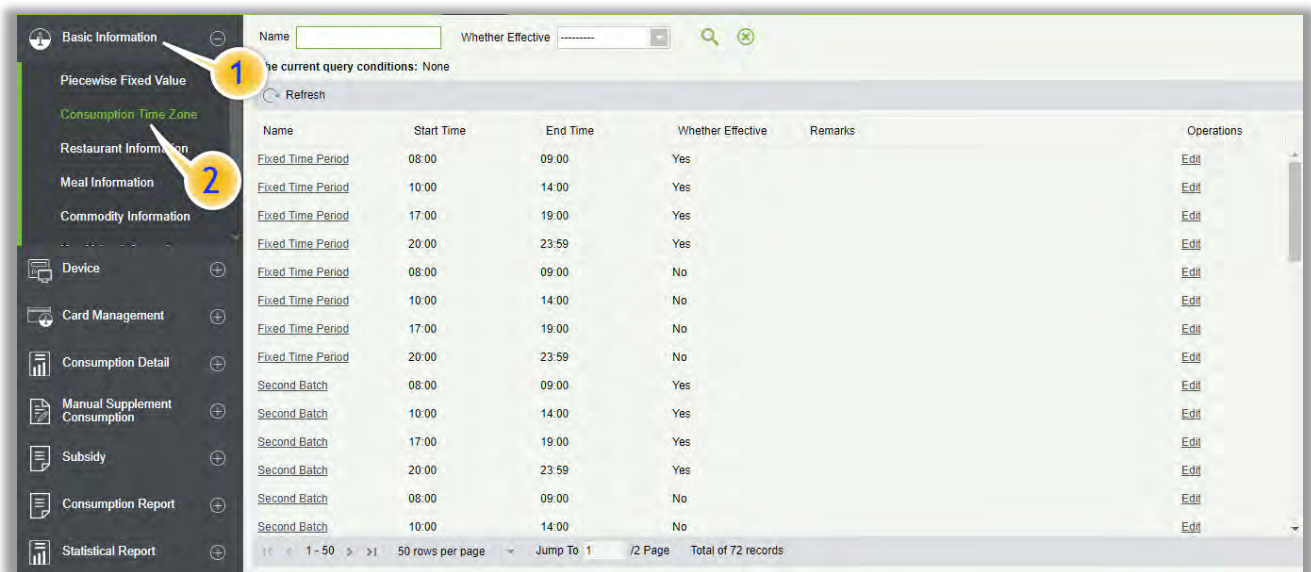 Basic Information
1
Piecewise Fixed Value
Consumption Time Zone
2
Restaurant Information
Meal Information
Commodity Information
Device
Card Management
Consumption Detail
Manual Supplement
Consumption
Subsidy
Consumption Report
Statistical Report
Name Whether Effective ---------
he current query conditions: None
Refresh
Name Start Time End Time Whether Effective Remarks Operations
Fixed Time Period 08:00 09:00 Yes Edit
Fixed Time Period 10:00 14:00 Yes Edit
Fixed Time Period 17:00 19:00 Yes Edit
Fixed Time Period 20:00 23:59 Yes Edit
Fixed Time Period 08:00 09:00 No Edit
Fixed Time Period 10:00 14:00 No Edit
Fixed Time Period 17:00 19:00 No Edit
Fixed Time Period 20:00 23:59 No Edit
Second Batch 08:00 09:00 Yes Edit
Second Batch 10:00 14:00 Yes Edit
Second Batch 17:00 19:00 Yes Edit
Second Batch 20:00 23:59 Yes Edit
Second Batch 08:00 09:00 No Edit
Second Batch 10:00 14:00 No Edit
1 - 50 50 rows per page Jump To 1 /2 Page Total of 72 records